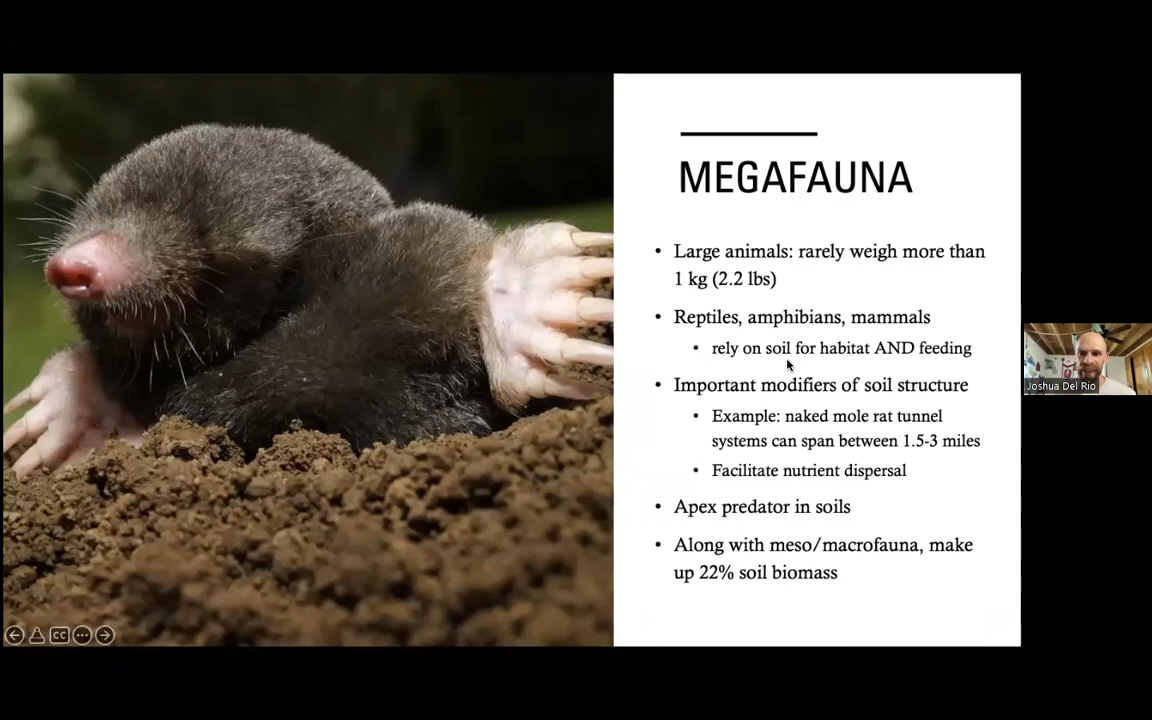 MEGAFAUNA
• Large animals: rarely weigh more than
1 kg (2.2 lbs)
• Reptiles, amphibians, mammals
• rely on soil for habitat AND feeding
• Important modifiers of soil structure
• Example: naked mole rat tunnel
systems can span between 1.5-3 miles
• Facilitate nutrient dispersal
• Apex predator in soils
• Along with meso/macrofauna, make
up 22% soil biomass
Joshua Del Rio
CC